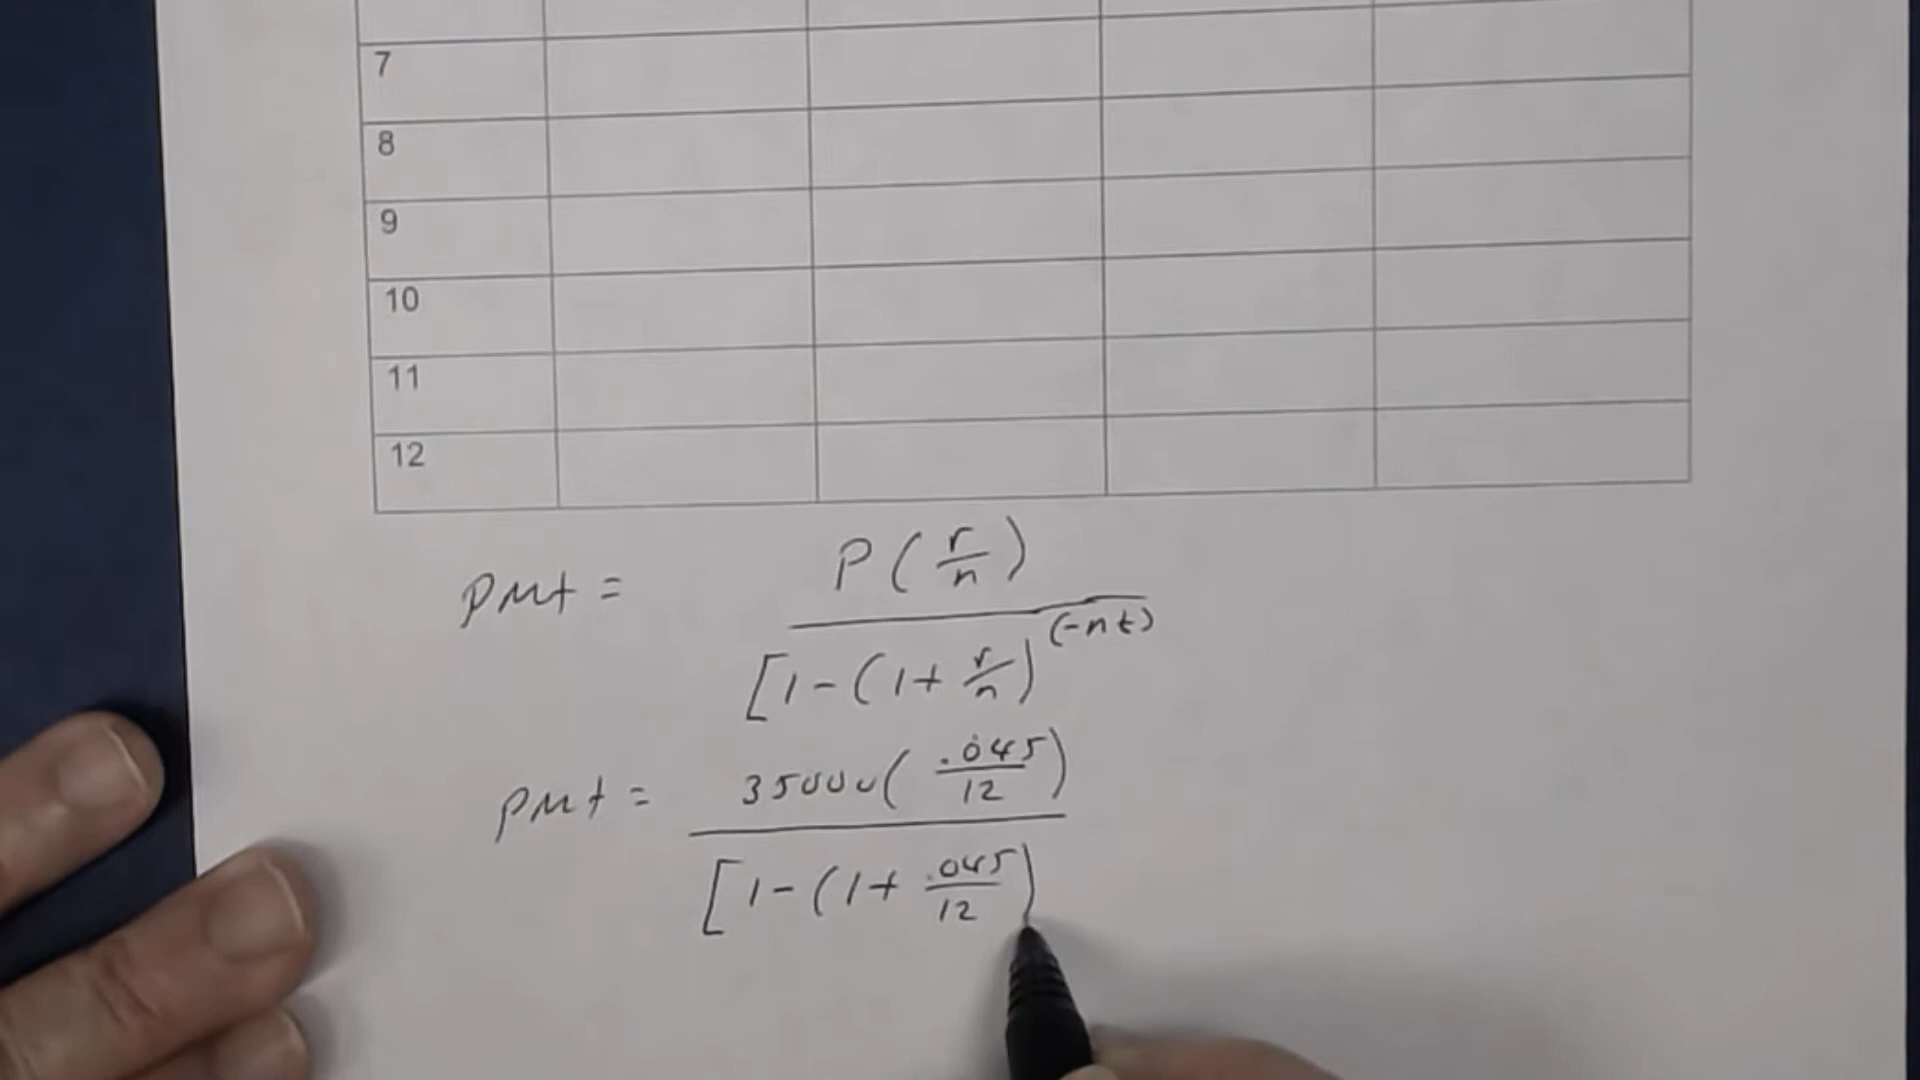 7
8
9
10
11
12
pmt = P(r/n)
[1-(1+ r/n)^(-nt)
pmt = 35000(.045/12)
[1-(1+ .045/12)